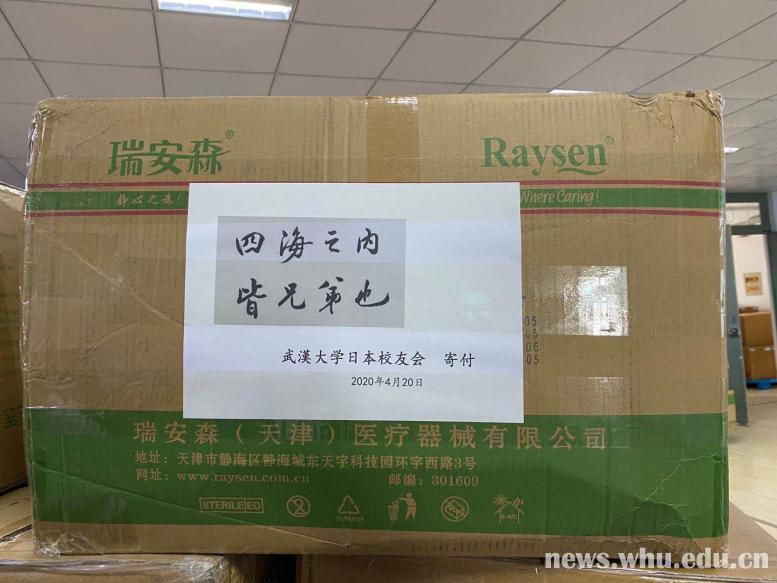 瑞安森® Raysen®
静心之选 Where Caring!
四海之内
皆兄弟也
武漢大学日本校友会 寄付
2020年4月20日
05
05
06
05
瑞安森（天津）医疗器械有限公司
地址：天津市静海区静海城东天宇科技园环宇西路3号
网址：www.raysen.com.cn 邮编：301609
STERILE EO
news.whu.edu.cn